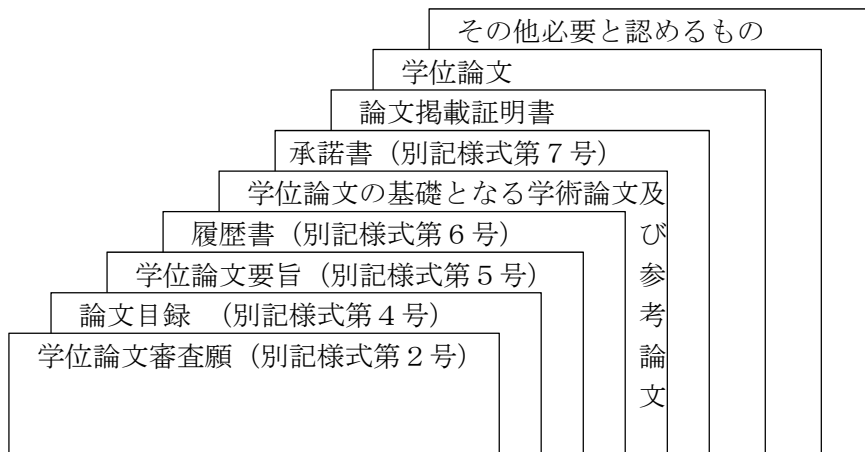 その他必要と認めるもの
学位論文
論文掲載証明書
承諾書（別記様式第７号）
学位論文の基礎となる学術論文及び参考論文
履歴書（別記様式第６号）
学位論文要旨（別記様式第５号）
論文目録　（別記様式第４号）
学位論文審査願（別記様式第２号）